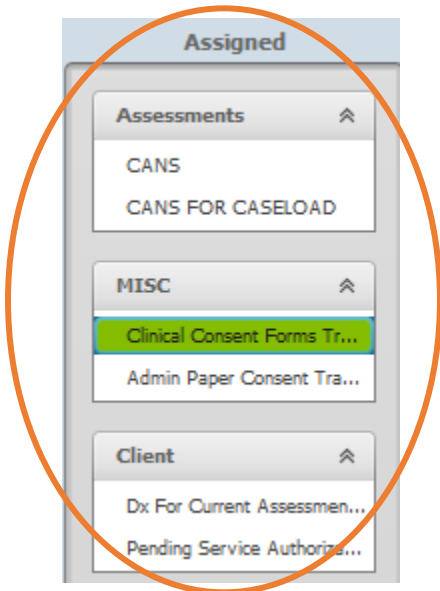 Assigned
Assessments
CANS
CANS FOR CASELOAD
MISC
Clinical Consent Forms Tr...
Admin Paper Consent Tra...
Client
Dx For Current Assessmen...
Pending Service Authoriza...